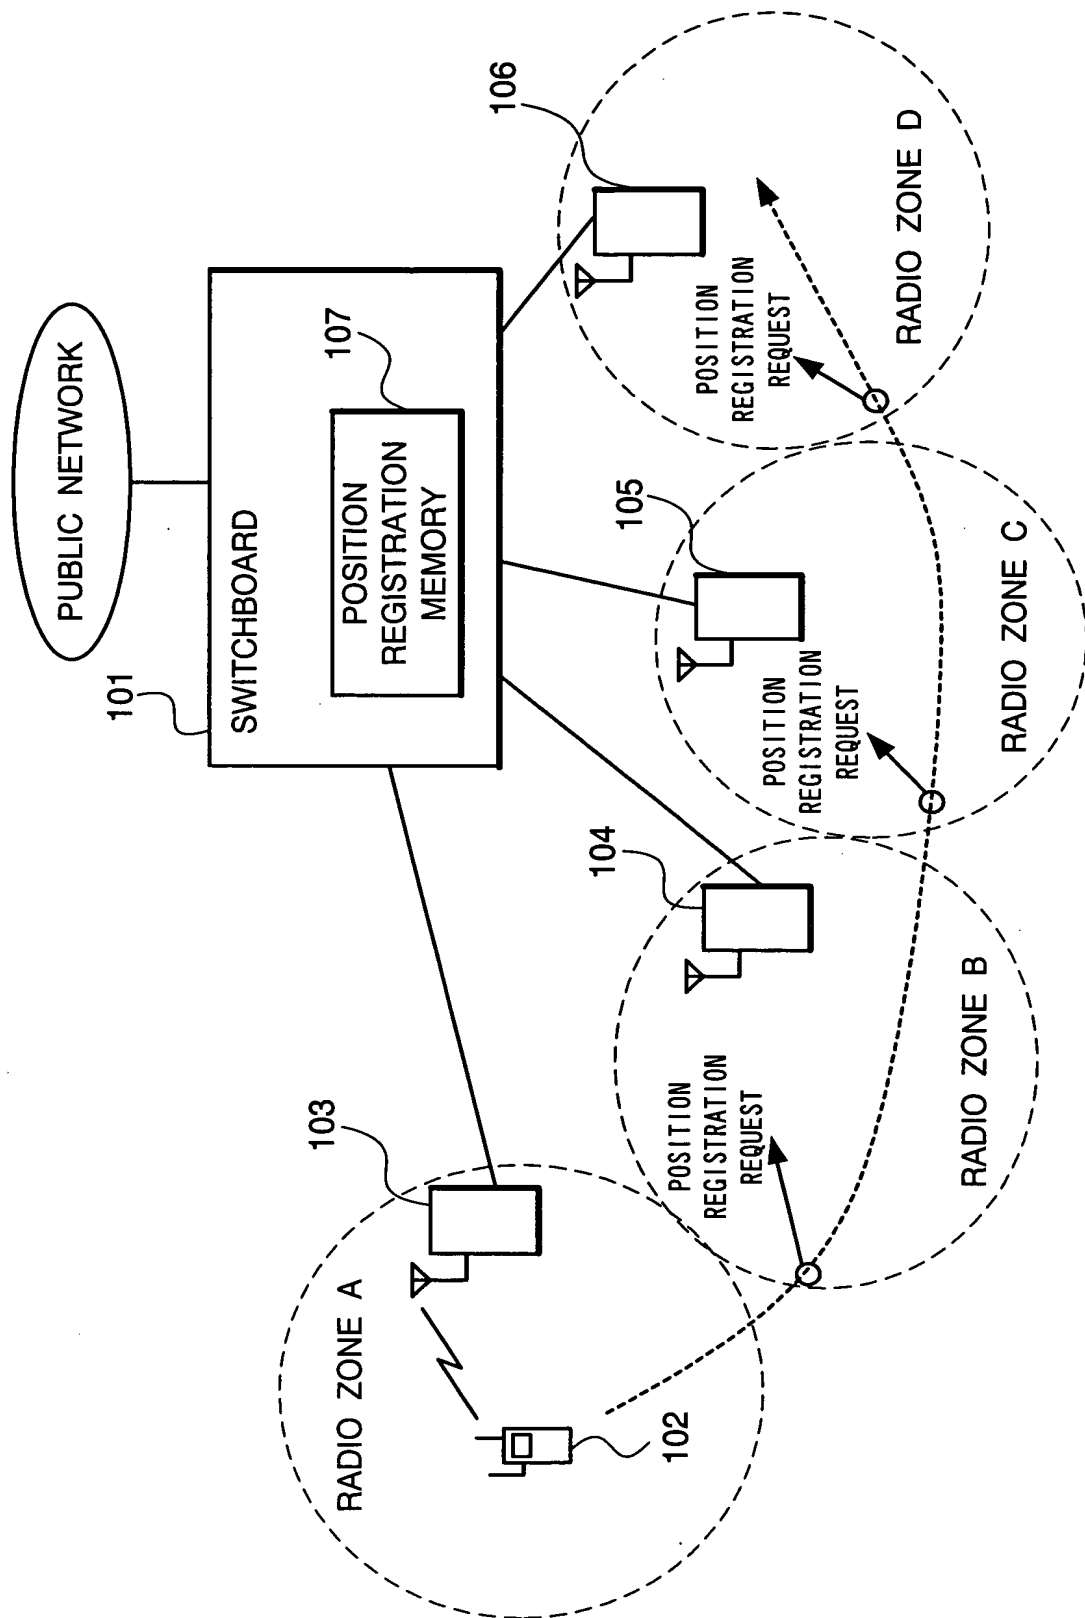 PUBLIC NETWORK
101
SWITCHBOARD
107
POSITION
REGISTRATION
MEMORY
103
104
105
106
RADIO ZONE A
102
POSITION
REGISTRATION
REQUEST
RADIO ZONE B
POSITION
REGISTRATION
REQUEST
RADIO ZONE C
POSITION
REGISTRATION
REQUEST
RADIO ZONE D